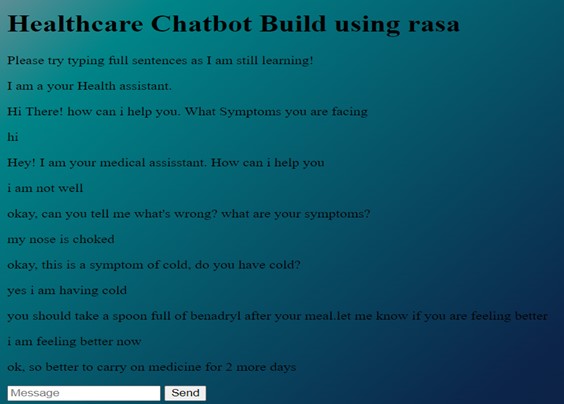 Healthcare Chatbot Build using rasa
Please try typing full sentences as I am still learning!
I am a your Health assistant.
Hi There! how can i help you. What Symptoms you are facing
hi
Hey! I am your medical assisstant. How can i help you
i am not well
okay, can you tell me what's wrong? what are your symptoms?
my nose is choked
okay, this is a symptom of cold, do you have cold?
yes i am having cold
you should take a spoon full of benadryl after your meal.let me know if you are feeling better
i am feeling better now
ok, so better to carry on medicine for 2 more days
Message Send